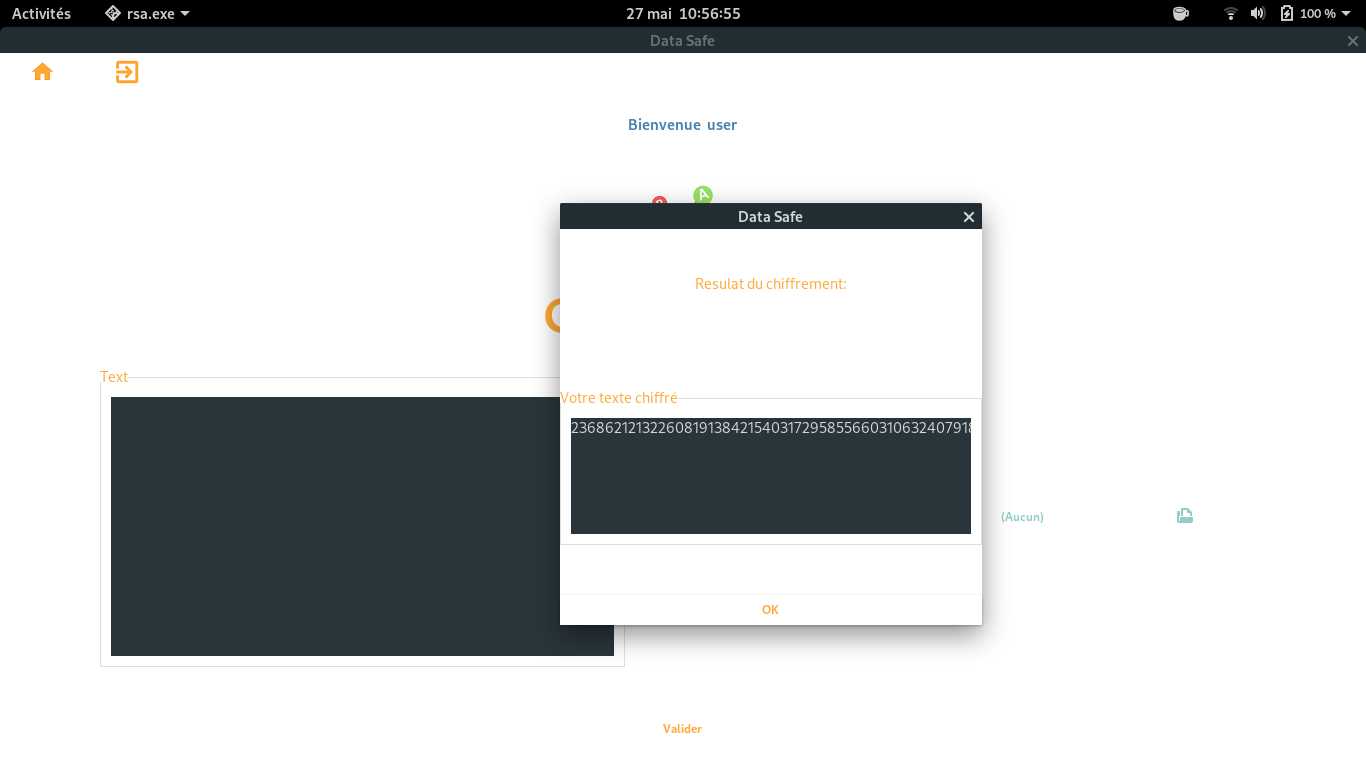 Activités rsa.exe 27 mai 10:56:55 100 %
Data Safe
Bienvenue user
A
Data Safe
Resulat du chiffrement:
Text
Votre texte chiffré
2368621213226081913842154031729585566031063240791
(Aucun)
OK
Valider